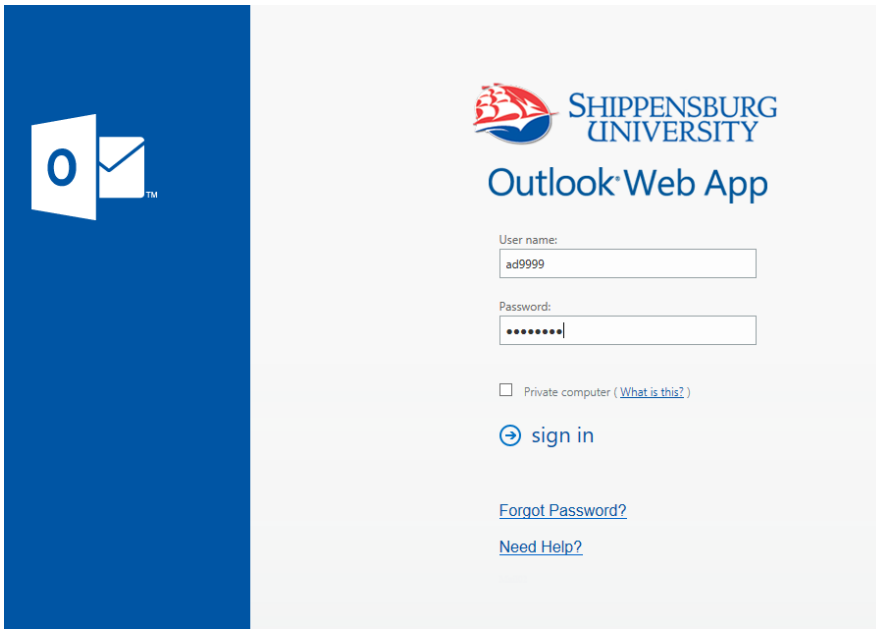 SHIPPENSBURG
UNIVERSITY
Outlook® Web App
O
TM
User name:
ad9999
Password:
••••••••
Private computer ( What is this? )
sign in
Forgot Password?
Need Help?